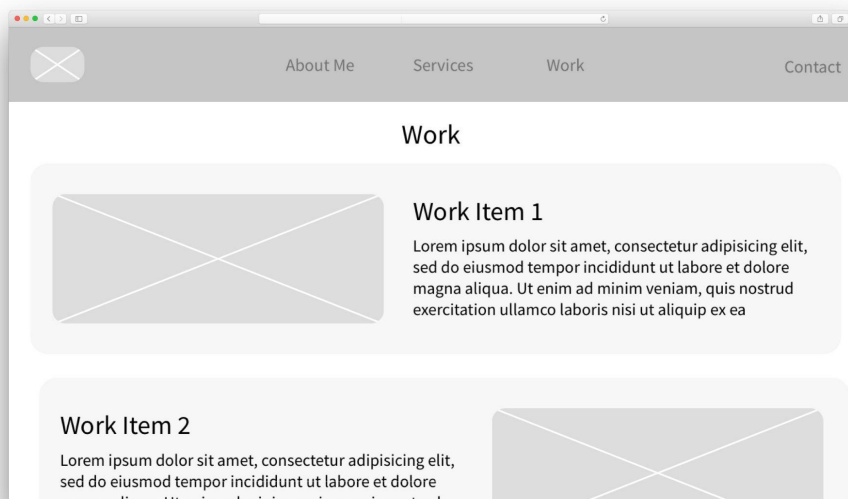 About Me Services Work Contact
Work
Work Item 1
Lorem ipsum dolor sit amet, consectetur adipisicing elit,
sed do eiusmod tempor incididunt ut labore et dolore
magna aliqua. Ut enim ad minim veniam, quis nostrud
exercitation ullamco laboris nisi ut aliquip ex ea
Work Item 2
Lorem ipsum dolor sit amet, consectetur adipisicing elit,
sed do eiusmod tempor incididunt ut labore et dolore